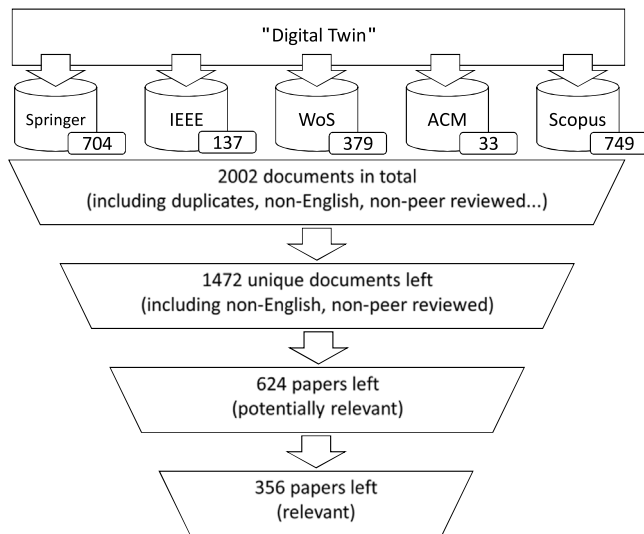 "Digital Twin"
Springer
704
IEEE
137
WoS
379
ACM
33
Scopus
749
2002 documents in total
(including duplicates, non-English, non-peer reviewed...)
1472 unique documents left
(including non-English, non-peer reviewed)
624 papers left
(potentially relevant)
356 papers left
(relevant)